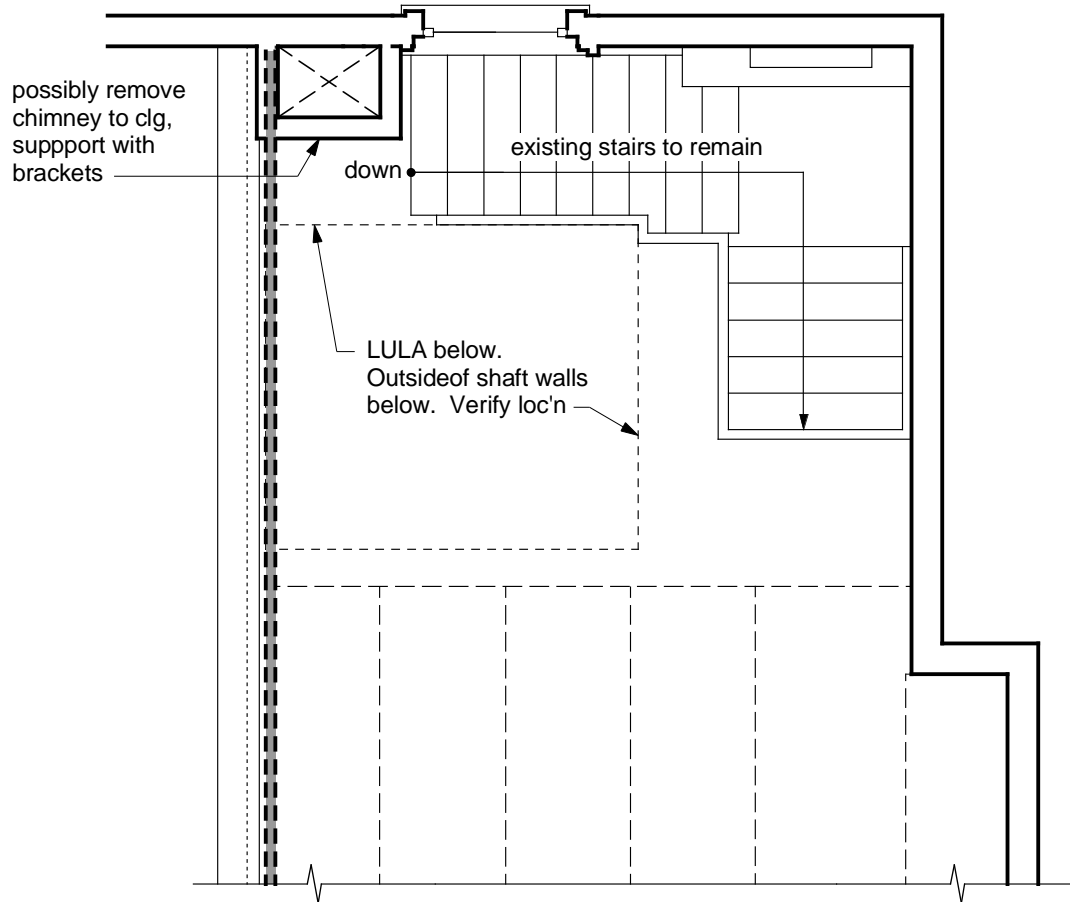 possibly remove
chimney to clg,
suppport with
brackets
existing stairs to remain
down
LULA below.
Outsideof shaft walls
below.  Verify loc'n